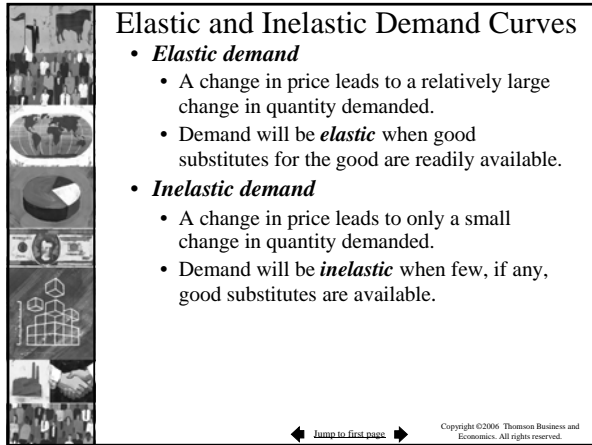 Elastic and Inelastic Demand Curves
• Elastic demand
• A change in price leads to a relatively large
change in quantity demanded.
• Demand will be elastic when good
substitutes for the good are readily available.
• Inelastic demand
• A change in price leads to only a small
change in quantity demanded.
• Demand will be inelastic when few, if any,
good substitutes are available.
Jump to first page
Copyright ©2006 Thomson Business and
Economics. All rights reserved.